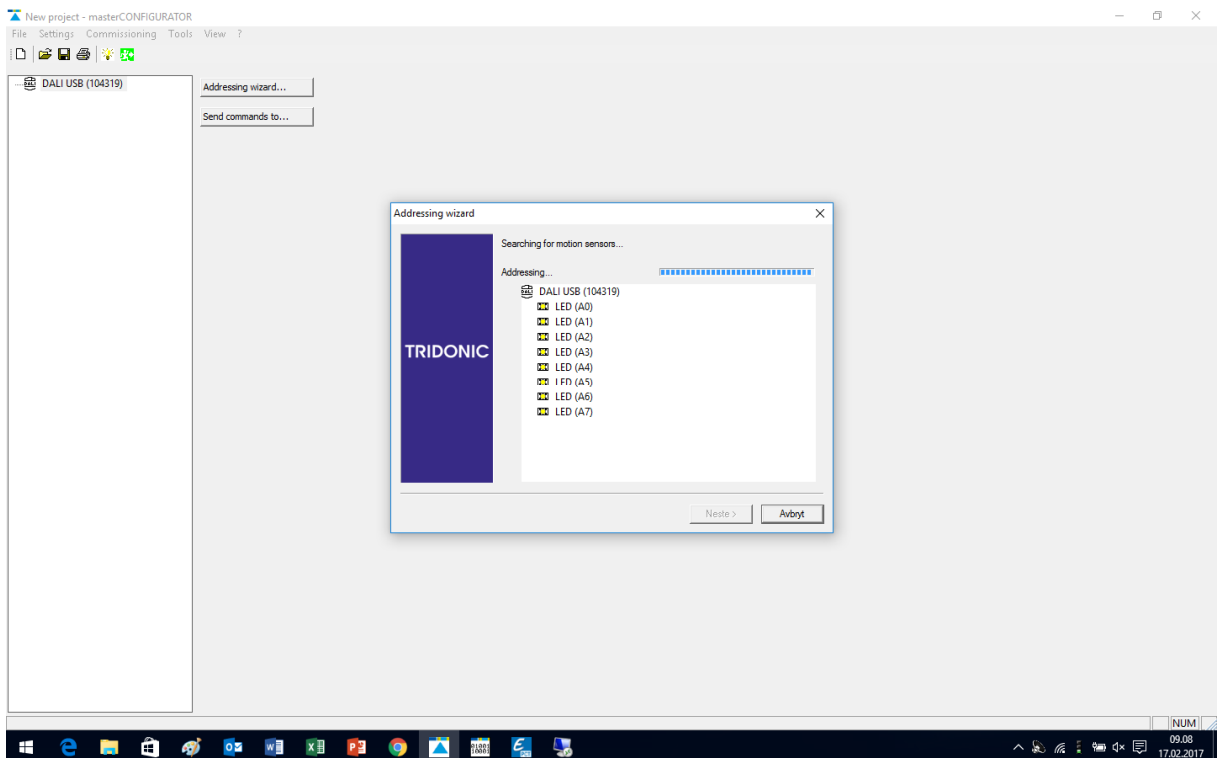 New project - masterCONFIGURATOR
File Settings Commissioning Tools View ?
DALI USB (104319)
Addressing wizard...
Send commands to...
Addressing wizard
Searching for motion sensors...
Addressing...
DALI USB (104319)
LED (A0)
LED (A1)
LED (A2)
LED (A3)
LED (A4)
LED (A5)
LED (A6)
LED (A7)
TRIDONIC
Neste >
Avbryt
NUM
09.08
17.02.2017